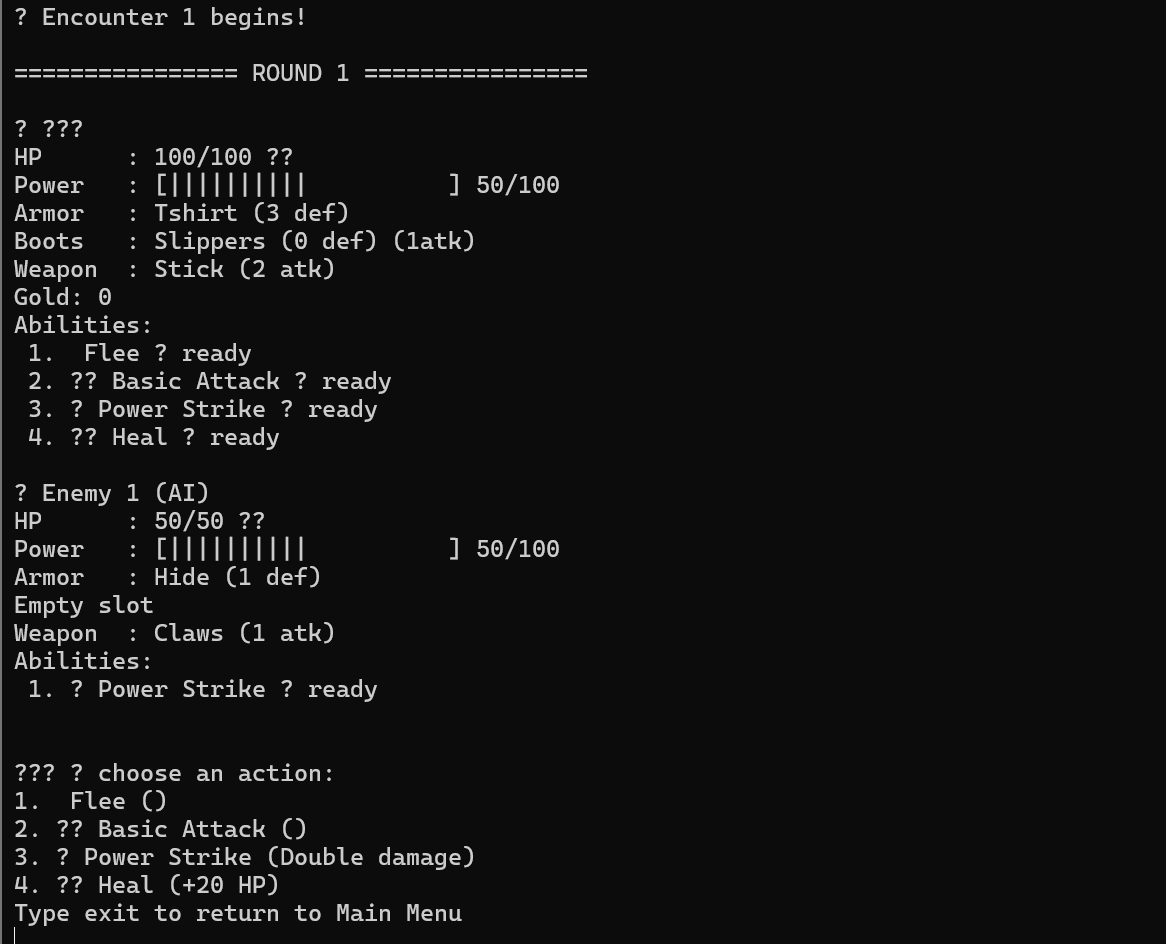 ? Encounter 1 begins!
================ ROUND 1 ================
? ???
HP      : 100/100 ??
Power   : [||||||||||          ] 50/100
Armor   : Tshirt (3 def)
Boots   : Slippers (0 def) (1atk)
Weapon  : Stick (2 atk)
Gold: 0
Abilities:
 1.  Flee ? ready
 2. ?? Basic Attack ? ready
 3. ? Power Strike ? ready
 4. ?? Heal ? ready
? Enemy 1 (AI)
HP      : 50/50 ??
Power   : [||||||||||          ] 50/100
Armor   : Hide (1 def)
Empty slot
Weapon  : Claws (1 atk)
Abilities:
 1. ? Power Strike ? ready
??? ? choose an action:
1.  Flee ()
2. ?? Basic Attack ()
3. ? Power Strike (Double damage)
4. ?? Heal (+20 HP)
Type exit to return to Main Menu